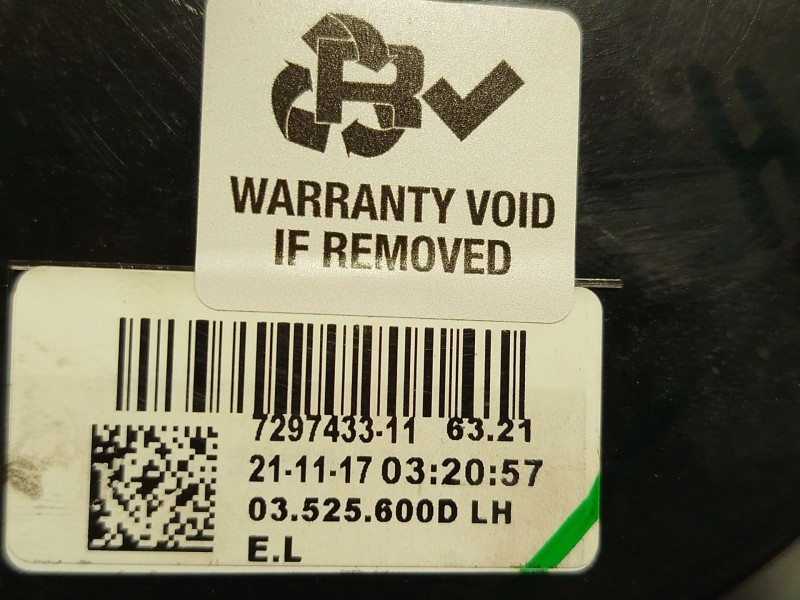 R
WARRANTY VOID
IF REMOVED
7297433-11 63.21
21-11-17 03:20:57
03.525.600D LH
E.L